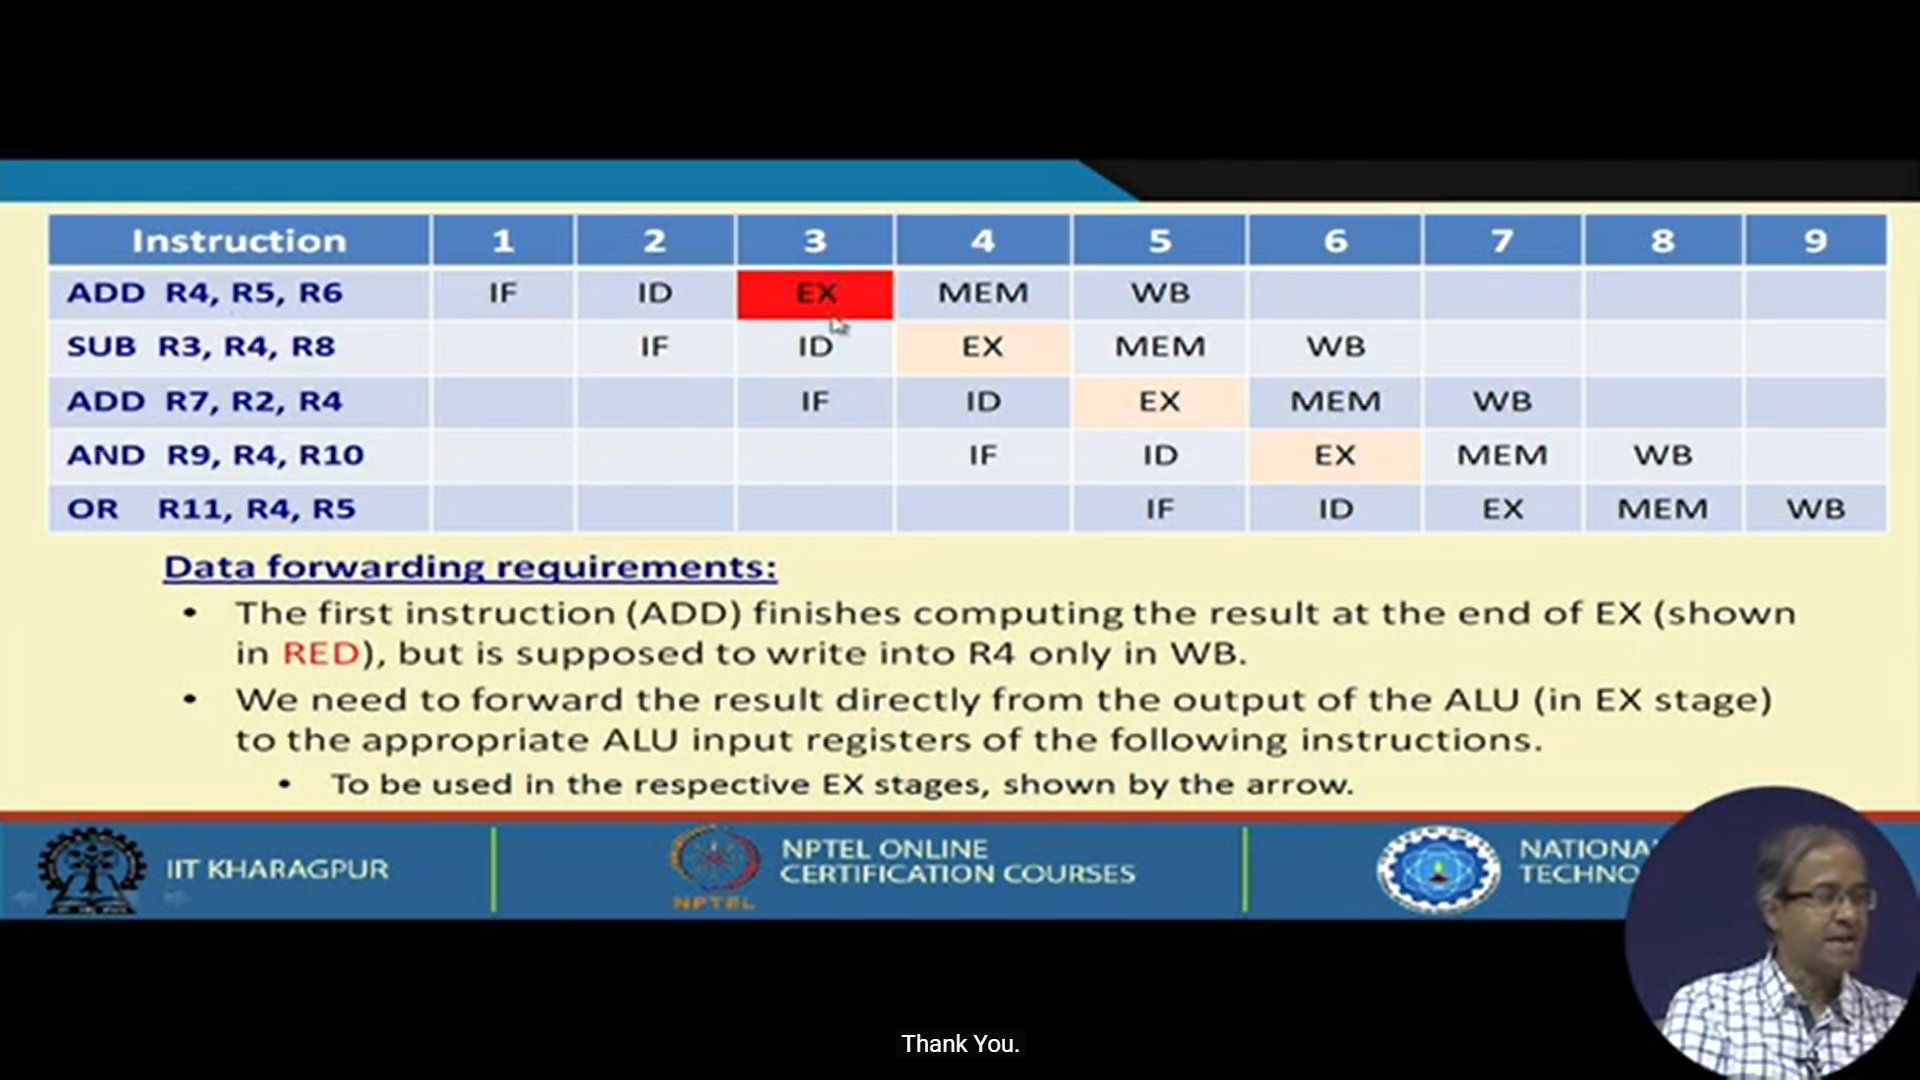 Instruction 1 2 3 4 5 6 7 8 9
ADD R4, R5, R6 IF ID EX MEM WB
SUB R3, R4, R8 IF ID EX MEM WB
ADD R7, R2, R4 IF ID EX MEM WB
AND R9, R4, R10 IF ID EX MEM WB
OR R11, R4, R5 IF ID EX MEM WB
Data forwarding requirements:
• The first instruction (ADD) finishes computing the result at the end of EX (shown
in RED), but is supposed to write into R4 only in WB.
• We need to forward the result directly from the output of the ALU (in EX stage)
to the appropriate ALU input registers of the following instructions.
• To be used in the respective EX stages, shown by the arrow.
IIT KHARAGPUR
NPTEL
NPTEL ONLINE
CERTIFICATION COURSES
NATIONA
TECHNO
Thank You.